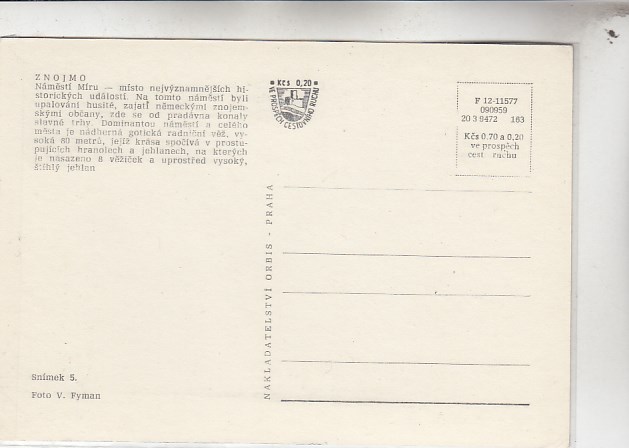 ZNOJMO
Náměstí Míru — místo nejvýznamnějších hi-
storických událostí. Na tomto náměstí byli
upalováni husité, zajatí německými znojem-
skými občany, zde se od pradávna konaly
slavné trhy. Dominantou náměstí a celého
města je nádherná gotická radniční věž, vy-
soká 80 metrů, jejíž krása spočívá v prostu-
pujících hranolech a jehlanech, na kterých
je nasazeno 8 věžiček a uprostřed vysoký,
štíhlý jehlan
Snímek 5.
Foto V. Fyman
NAKLADATELSTVÍ ORBIS - PRAHA
Kčs 0,20
VE PROSPĚCH CESTOVNÍHO RUCHU
F 12-11577
090959
20 3 9472 163
Kčs 0.70 a 0,20
ve prospěch
cest ruchu